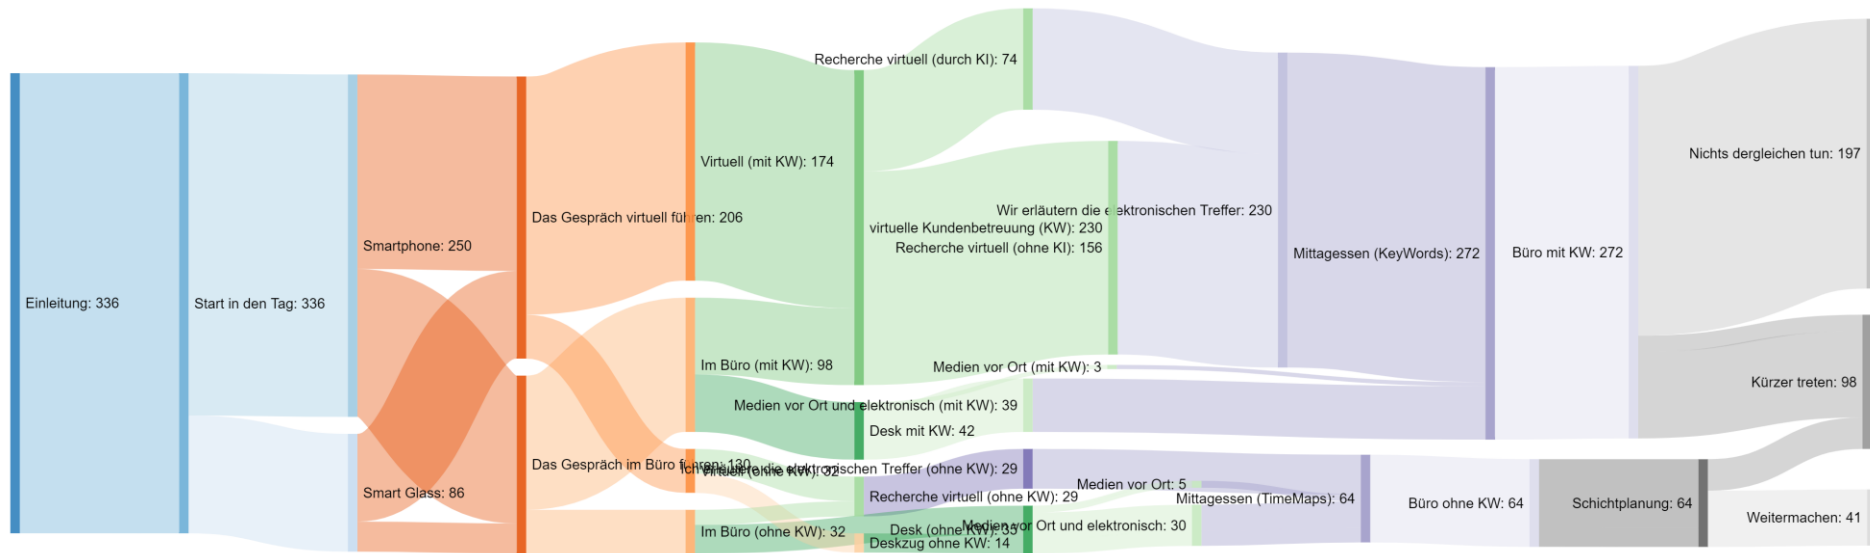 Einleitung: 336
Start in den Tag: 336
Smartphone: 250
Smart Glass: 86
Das Gespräch virtuell führen: 206
Das Gespräch im Büro führen: 130
Virtuell (mit KW): 174
Im Büro (mit KW): 98
Virtuell (ohne KW): 32
Im Büro (ohne KW): 32
virtuelle Kundenbetreuung (KW): 230
Desk mit KW: 42
Recherche virtuell (ohne KW): 29
Desk (ohne KW): 35
Deskzug ohne KW: 14
Recherche virtuell (durch KI): 74
Recherche virtuell (ohne KI): 156
Medien vor Ort (mit KW): 3
Medien vor Ort und elektronisch (mit KW): 39
Ich erläutere die elektronischen Treffer (ohne KW): 29
Medien vor Ort: 5
Medien vor Ort und elektronisch: 30
Wir erläutern die elektronischen Treffer: 230
Mittagessen (KeyWords): 272
Mittagessen (TimeMaps): 64
Büro mit KW: 272
Büro ohne KW: 64
Schichtplanung: 64
Nichts dergleichen tun: 197
Kürzer treten: 98
Weitermachen: 41